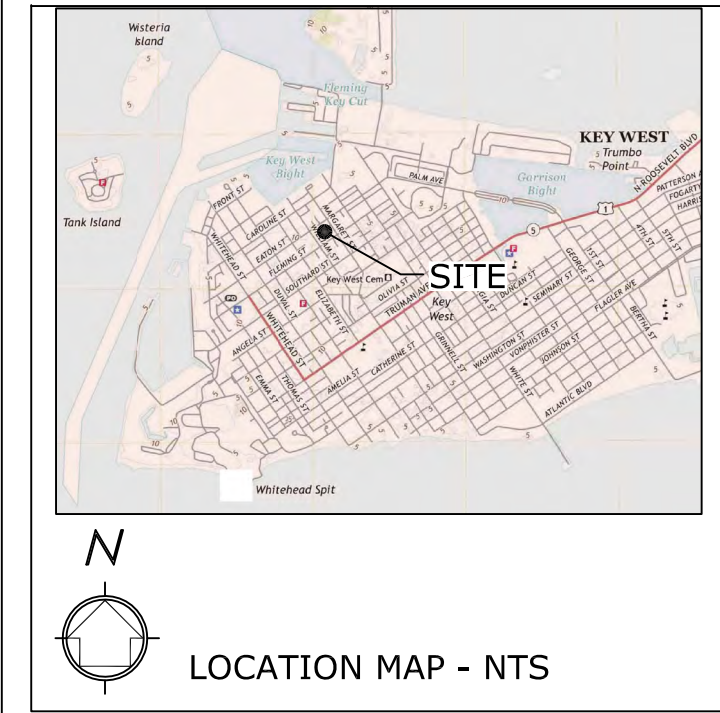 Wisteria
Island
Fleming
Key Cut
KEY WEST
Trumbo
Point
Key West
Bight
Garrison
Bight
N ROOSEVELT BLVD
PALM AVE
PATTERSON A
FOGARTY
HARRIS
Tank Island
FRONT ST
MARGARET ST
CAROLINE ST
WILLIAM ST
WHITEHEAD ST
EATON ST
FLEMING ST
SOUTHARD ST
1
5
1ST ST
4TH ST
5TH ST
GEORGE ST
SITE
Key West Cem
OLIVIA ST
TRUMAN AVE
Key
West
GIA ST
DUNCAN ST
SEMINARY ST
FLAGLER AVE
BERTHA ST
PO
DUVAL ST
ELIZABETH ST
WHITEHEAD ST
ANGELA ST
GRINNELL ST
WASHINGTON ST
VONPHISTER ST
JOHNSON ST
EMMA ST
THOMAS ST
AMELIA ST
CATHERINE ST
WHITE ST
ATLANTIC BLVD
Whitehead Spit
N
LOCATION MAP - NTS